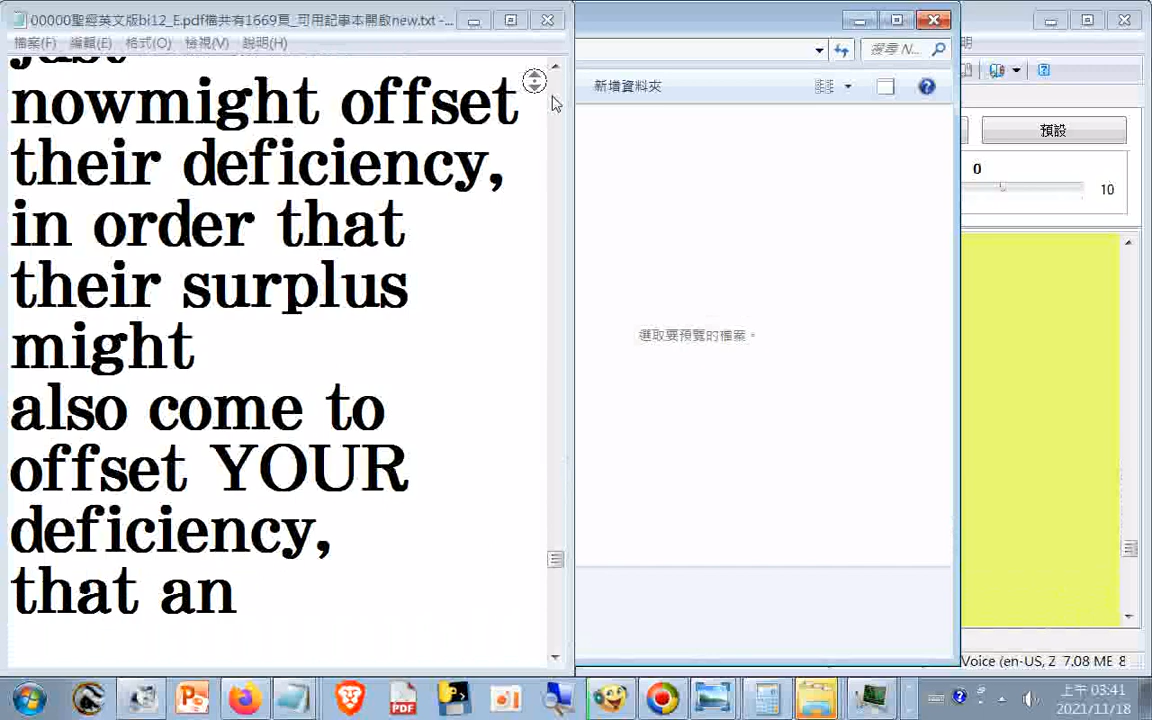 00000聖經英文版bi12_E.pdf檔共有1669頁_可用記事本開啟new.txt -...
檔案(F) 編輯(E) 格式(O) 檢視(V) 說明(H)
just
nowmight offset
their deficiency,
in order that
their surplus
might
also come to
offset YOUR
deficiency,
that an
搜尋 N...
新增資料夾
選取要預覽的檔案。
明
預設
0
10
Voice (en-US, Z 7.08 ME 8
PDF
上午 03:41
2021/11/18